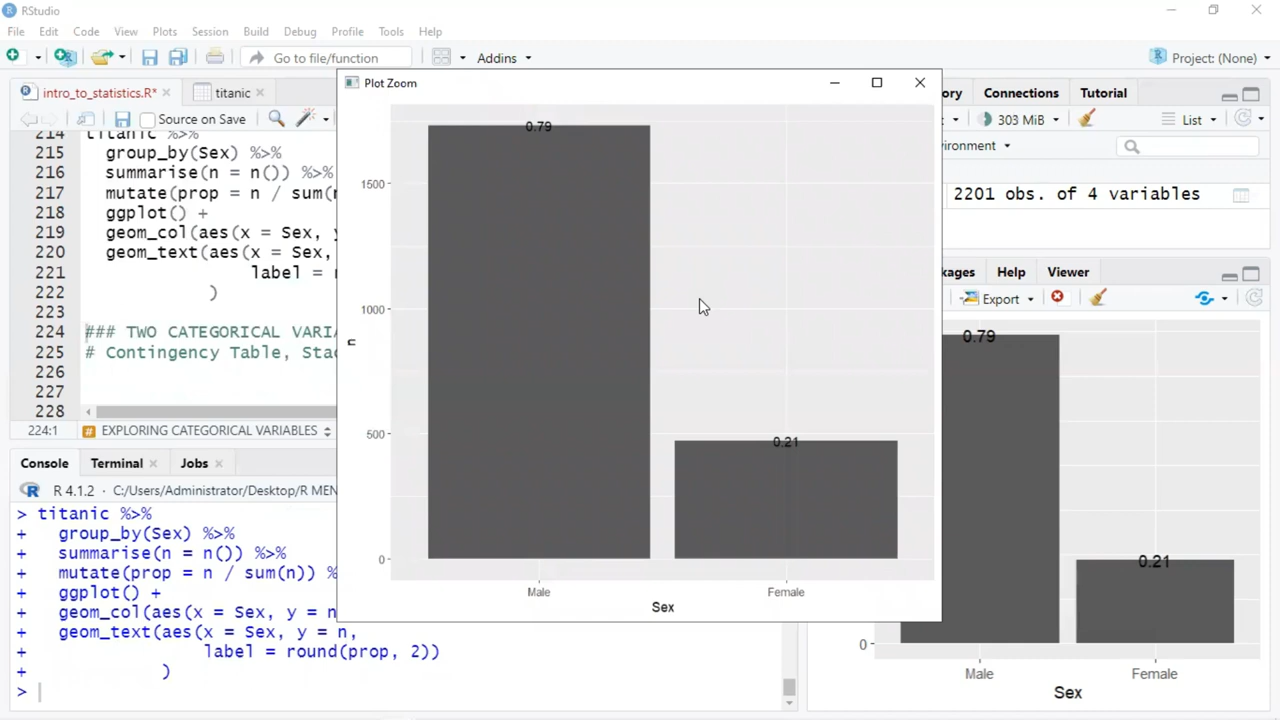 RStudio
File Edit Code View Plots Session Build Debug Profile Tools Help
Go to file/function Addins Project: (None)
intro_to_statistics.R* titanic
Source on Save
214 titanic %>%
215 group_by(Sex) %>%
216 summarise(n = n()) %>%
217 mutate(prop = n / sum(
218 ggplot() +
219 geom_col(aes(x = Sex,
220 geom_text(aes(x = Sex,
221 label =
222 )
223
224 ### TWO CATEGORICAL VARI
225 # Contingency Table, Sta
226
227
228
224:1 EXPLORING CATEGORICAL VARIABLES
Console Terminal Jobs
R 4.1.2 · C:/Users/Administrator/Desktop/R MEN
> titanic %>%
+ group_by(Sex) %>%
+ summarise(n = n()) %>%
+ mutate(prop = n / sum(n)) %
+ ggplot() +
+ geom_col(aes(x = Sex, y = n
+ geom_text(aes(x = Sex, y = n,
+ label = round(prop, 2))
+ )
>
Plot Zoom
0.79
1500
1000
n
500
0.21
0
Male Female
Sex
ory Connections Tutorial
303 MiB List
ironment
2201 obs. of 4 variables
kages Help Viewer
Export
0.79
0.21
0
Male Female
Sex